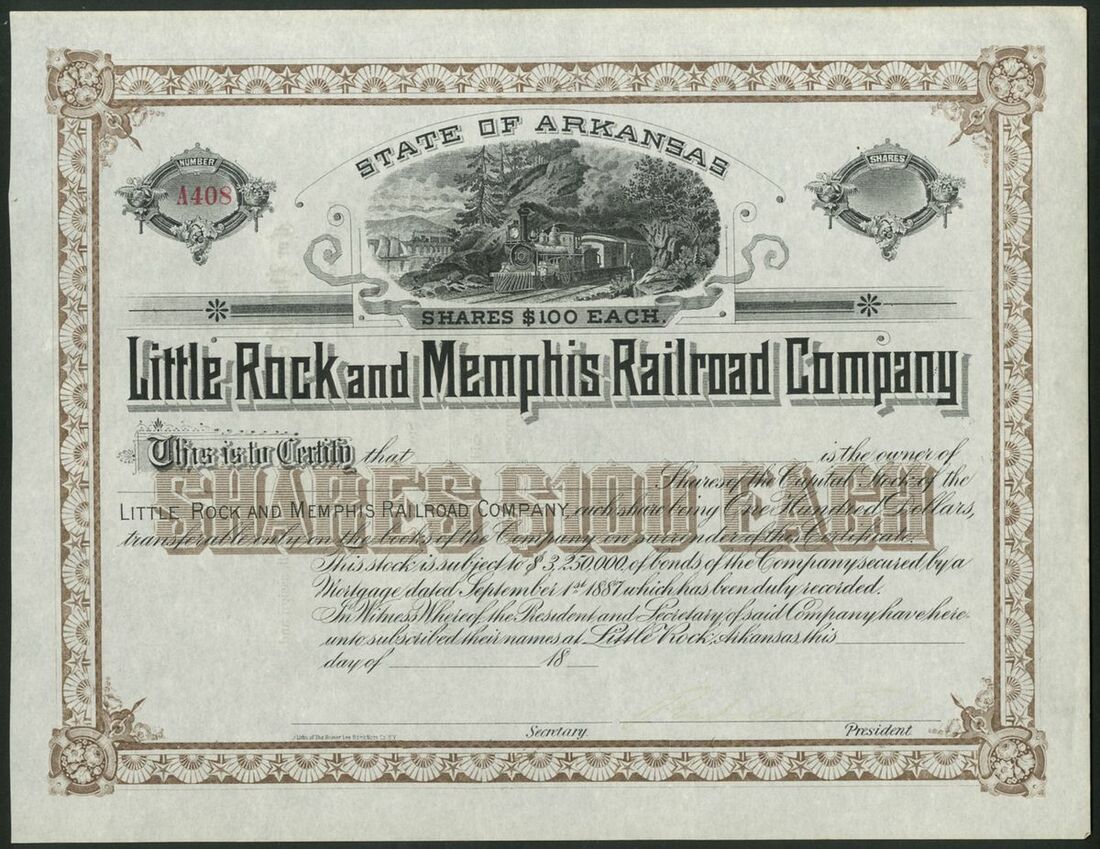 STATE OF ARKANSAS
NUMBER
A408
SHARES
SHARES $100 EACH.
Little Rock and Memphis Railroad Company
This is to Certify that is the owner of
Shares of the Capital Stock of the
LITTLE ROCK AND MEMPHIS RAILROAD COMPANY, each share being One Hundred Dollars,
SHARES $100 EACH
transferable only on the books of the Company on surrender of this Certificate.
This stock is subject to $3,250,000. of bonds of the Company secured by a
Mortgage dated September 1st 1887 which has been duly recorded.
In Witness Whereof the President and Secretary of said Company have here-
unto subscribed their names at Little Rock, Arkansas, this
day of 18
Secretary.
President